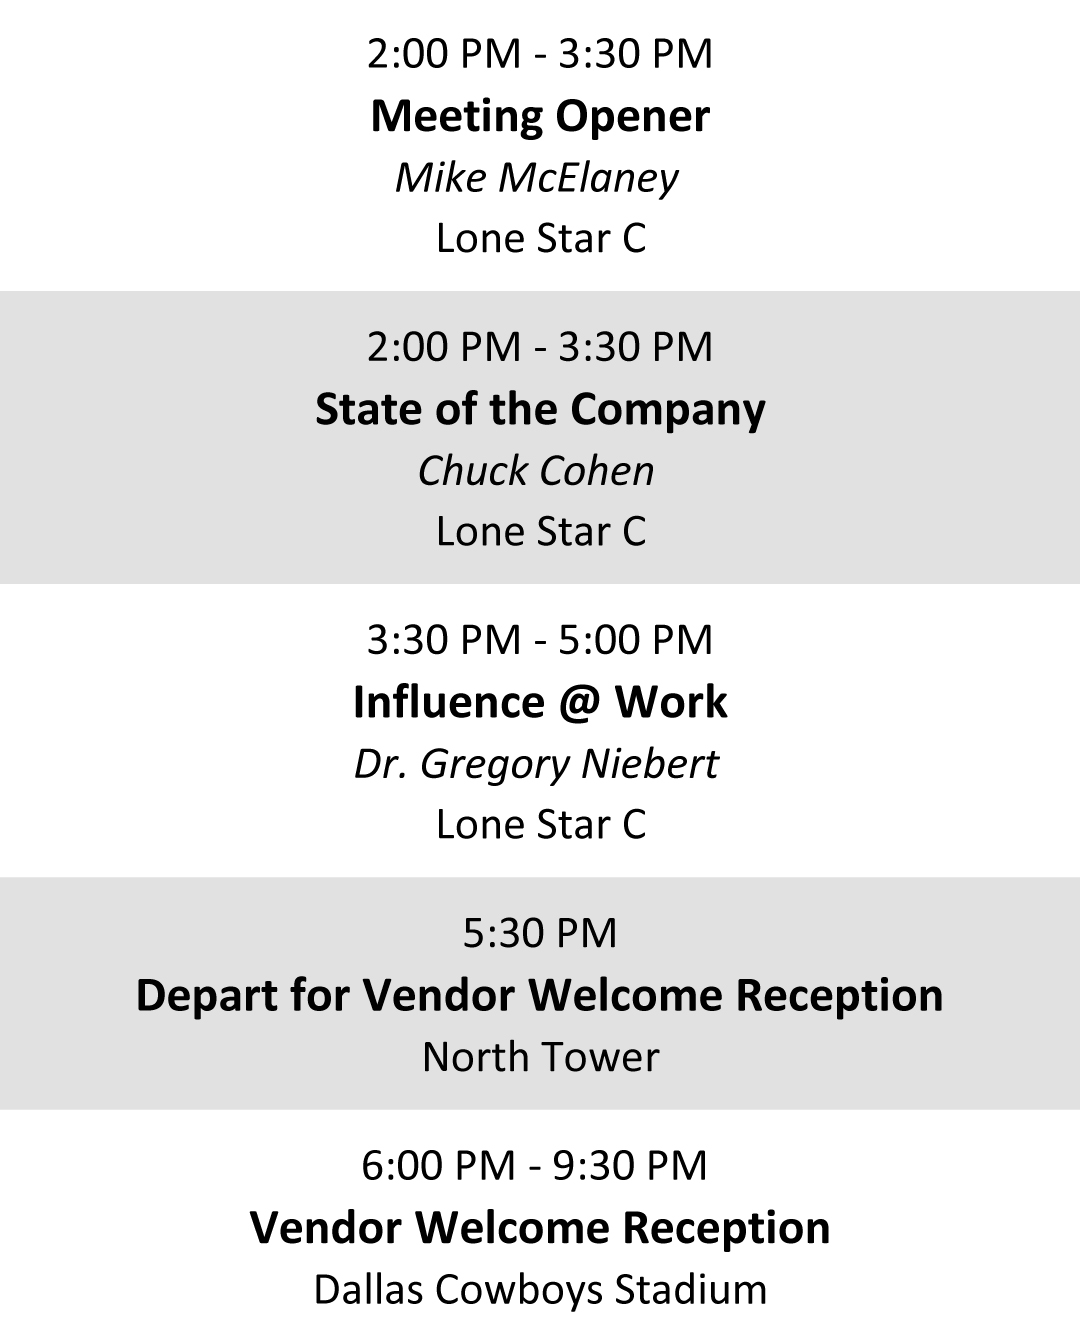 2:00 PM - 3:30 PM
Meeting Opener
Mike McElaney
Lone Star C
2:00 PM - 3:30 PM
State of the Company
Chuck Cohen
Lone Star C
3:30 PM - 5:00 PM
Influence @ Work
Dr. Gregory Niebert
Lone Star C
5:30 PM
Depart for Vendor Welcome Reception
North Tower
6:00 PM - 9:30 PM
Vendor Welcome Reception
Dallas Cowboys Stadium